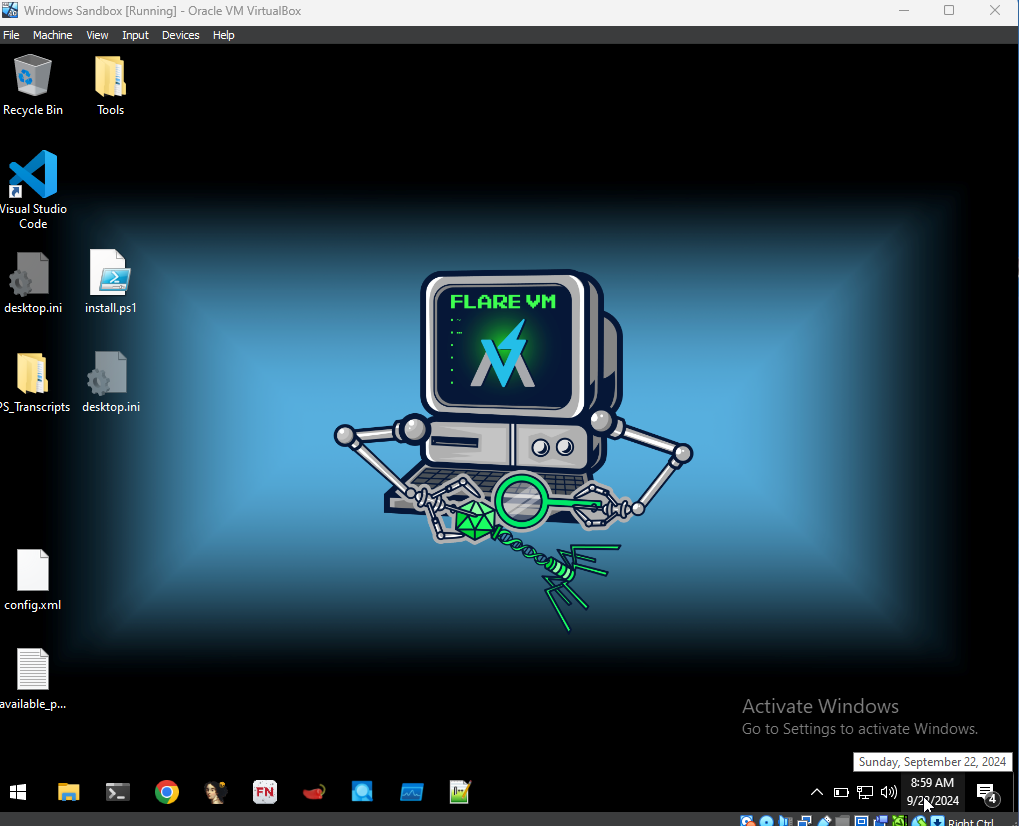 Windows Sandbox [Running] - Oracle VM VirtualBox
File Machine View Input Devices Help
Recycle Bin
Tools
Visual Studio
Code
desktop.ini
install.ps1
PS_Transcripts
desktop.ini
config.xml
available_p...
FLARE VM
Activate Windows
Go to Settings to activate Windows.
Sunday, September 22, 2024
FN
8:59 AM
9/22/2024
4
Right Ctrl